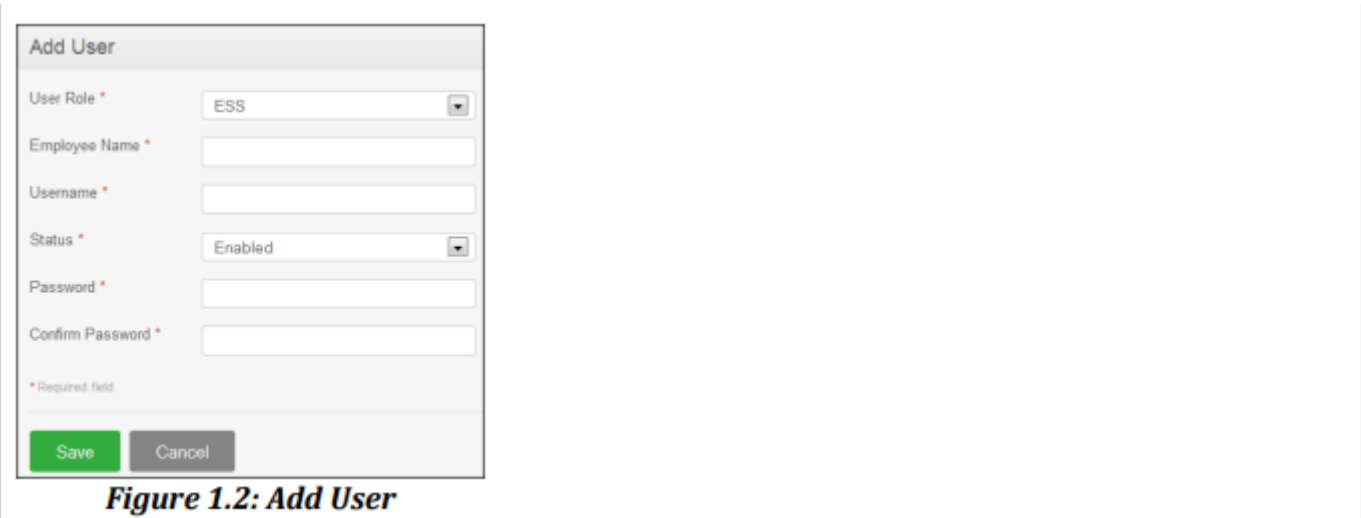 Add User
User Role *
ESS
Employee Name *
Username *
Status *
Enabled
Password *
Confirm Password *
* Required field
Save Cancel
Figure 1.2: Add User